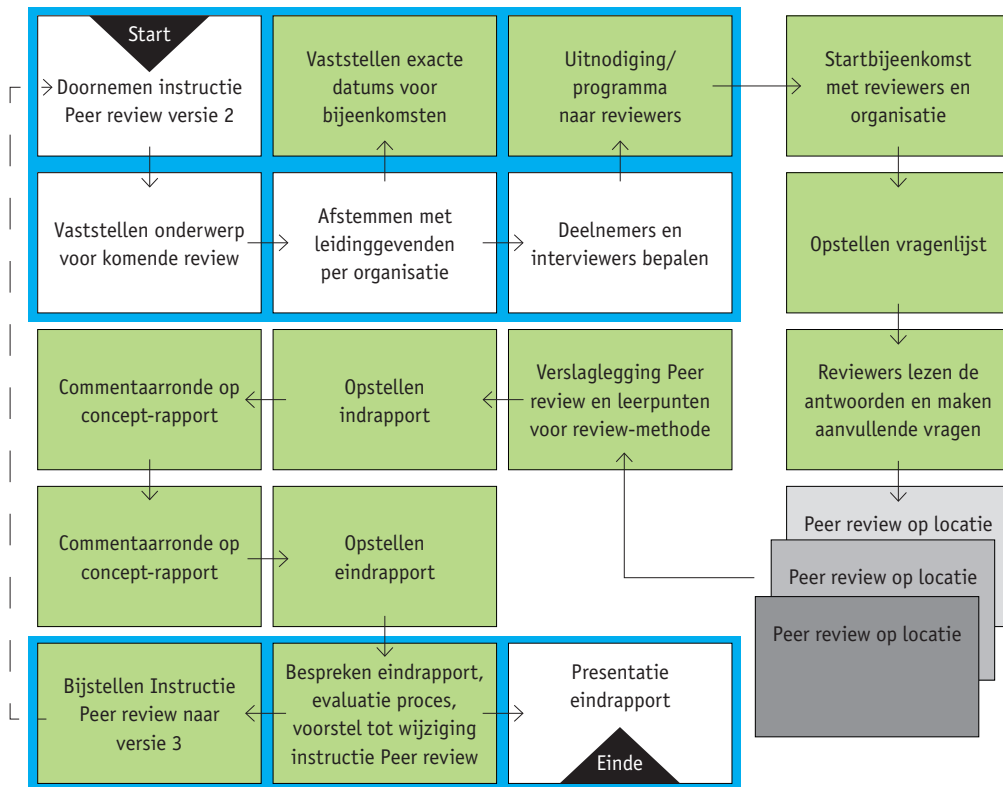 Start
Doornemen instructie
Peer review versie 2
Vaststellen exacte
datums voor
bijeenkomsten
Uitnodiging/
programma
naar reviewers
Startbijeenkomst
met reviewers en
organisatie
Vaststellen onderwerp
voor komende review
Afstemmen met
leidinggevenden
per organisatie
Deelnemers en
interviewers bepalen
Opstellen vragenlijst
Commentaarronde op
concept-rapport
Opstellen
indrapport
Verslaglegging Peer
review en leerpunten
voor review-methode
Reviewers lezen de
antwoorden en maken
aanvullende vragen
Commentaarronde op
concept-rapport
Opstellen
eindrapport
Peer review op locatie
Peer review op locatie
Peer review op locatie
Bijstellen Instructie
Peer review naar
versie 3
Bespreken eindrapport,
evaluatie proces,
voorstel tot wijziging
instructie Peer review
Presentatie
eindrapport
Einde